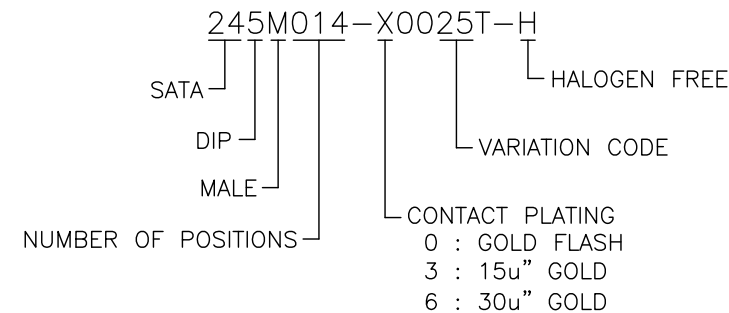 245M014-X0025T-H
HALOGEN FREE
SATA
DIP
VARIATION CODE
MALE
CONTACT PLATING
NUMBER OF POSITIONS
0 : GOLD FLASH
3 : 15u" GOLD
6 : 30u" GOLD